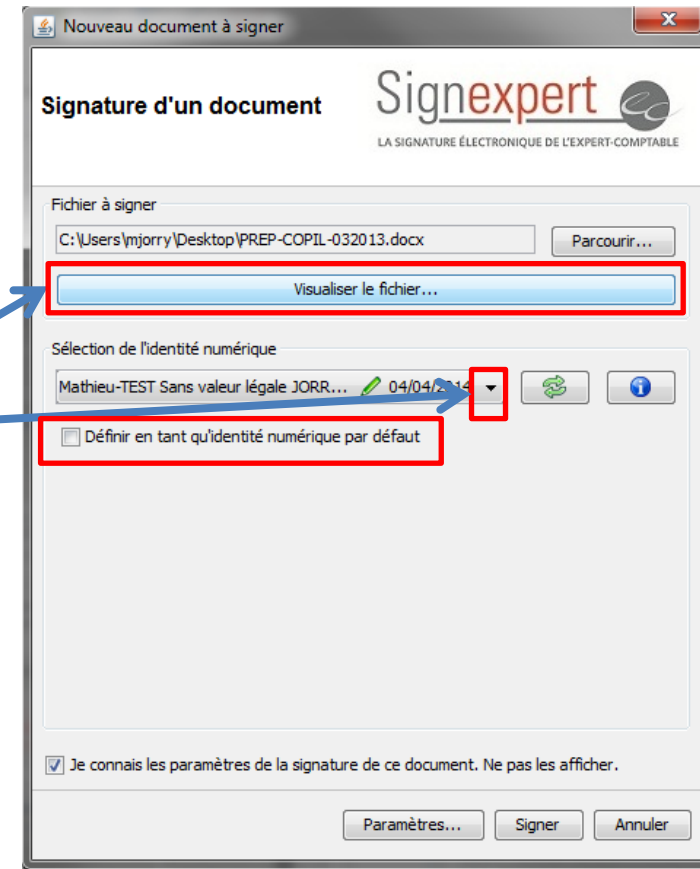 Nouveau document à signer
Signature d'un document
Signexpert
LA SIGNATURE ÉLECTRONIQUE DE L'EXPERT-COMPTABLE
Fichier à signer
C:\Users\mjorry\Desktop\PREP-COPIL-032013.docx Parcourir...
Visualiser le fichier...
Sélection de l'identité numérique
Mathieu-TEST Sans valeur légale JORR... 04/04/2014
Définir en tant qu'identité numérique par défaut
Je connais les paramètres de la signature de ce document. Ne pas les afficher.
Paramètres... Signer Annuler